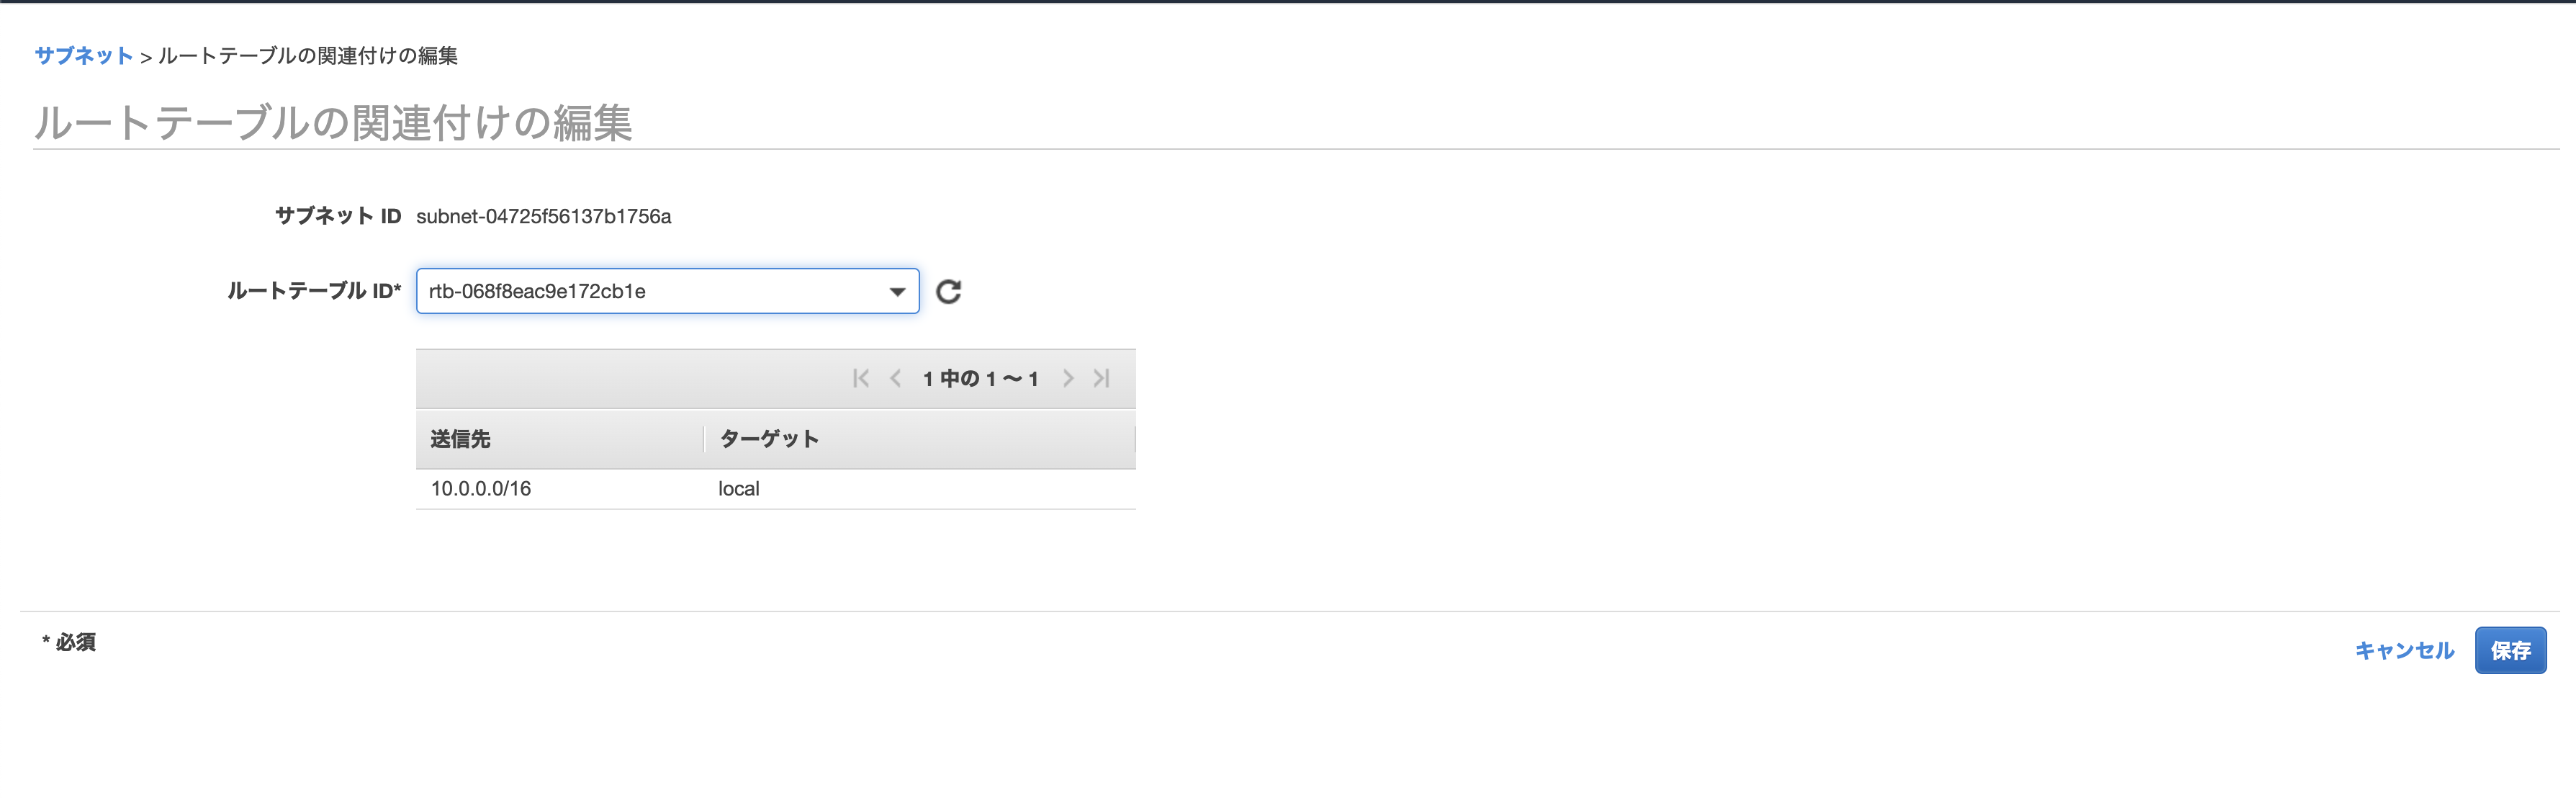 サブネット > ルートテーブルの関連付けの編集
ルートテーブルの関連付けの編集
サブネット ID subnet-04725f56137b1756a
ルートテーブル ID* rtb-068f8eac9e172cb1e
1 中の 1 〜 1
送信先 ターゲット
10.0.0.0/16 local
* 必須
キャンセル 保存